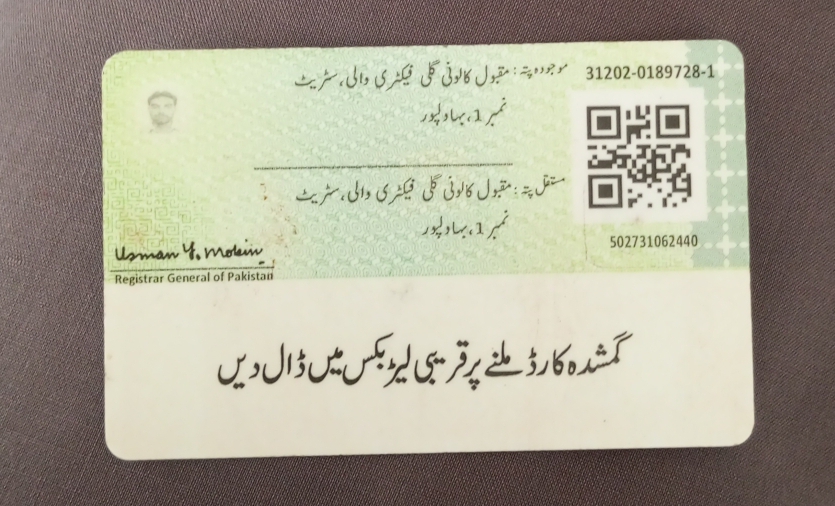 موجودہ پتہ: مقبول کالونی گلی فیکٹری والی، سٹریٹ
نمبر 1، بہاولپور
31202-0189728-1
مستقل پتہ: مقبول کالونی گلی فیکٹری والی، سٹریٹ
نمبر 1، بہاولپور
502731062440
Usman Y. Mobin
Registrar General of Pakistan
گمشدہ کارڈ ملنے پر قریبی لیٹر بکس میں ڈال دیں